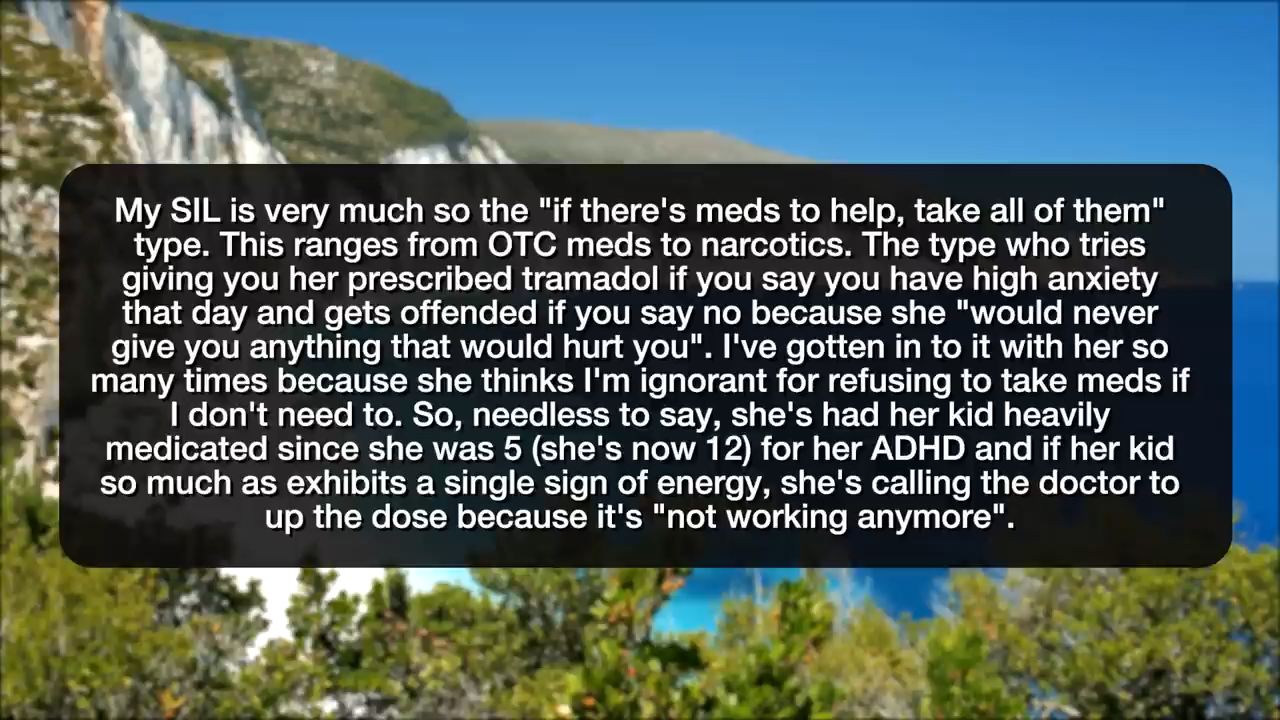 My SIL is very much so the "if there's meds to help, take all of them"
type. This ranges from OTC meds to narcotics. The type who tries
giving you her prescribed tramadol if you say you have high anxiety
that day and gets offended if you say no because she "would never
give you anything that would hurt you". I've gotten in to it with her so
many times because she thinks I'm ignorant for refusing to take meds if
I don't need to. So, needless to say, she's had her kid heavily
medicated since she was 5 (she's now 12) for her ADHD and if her kid
so much as exhibits a single sign of energy, she's calling the doctor to
up the dose because it's "not working anymore".